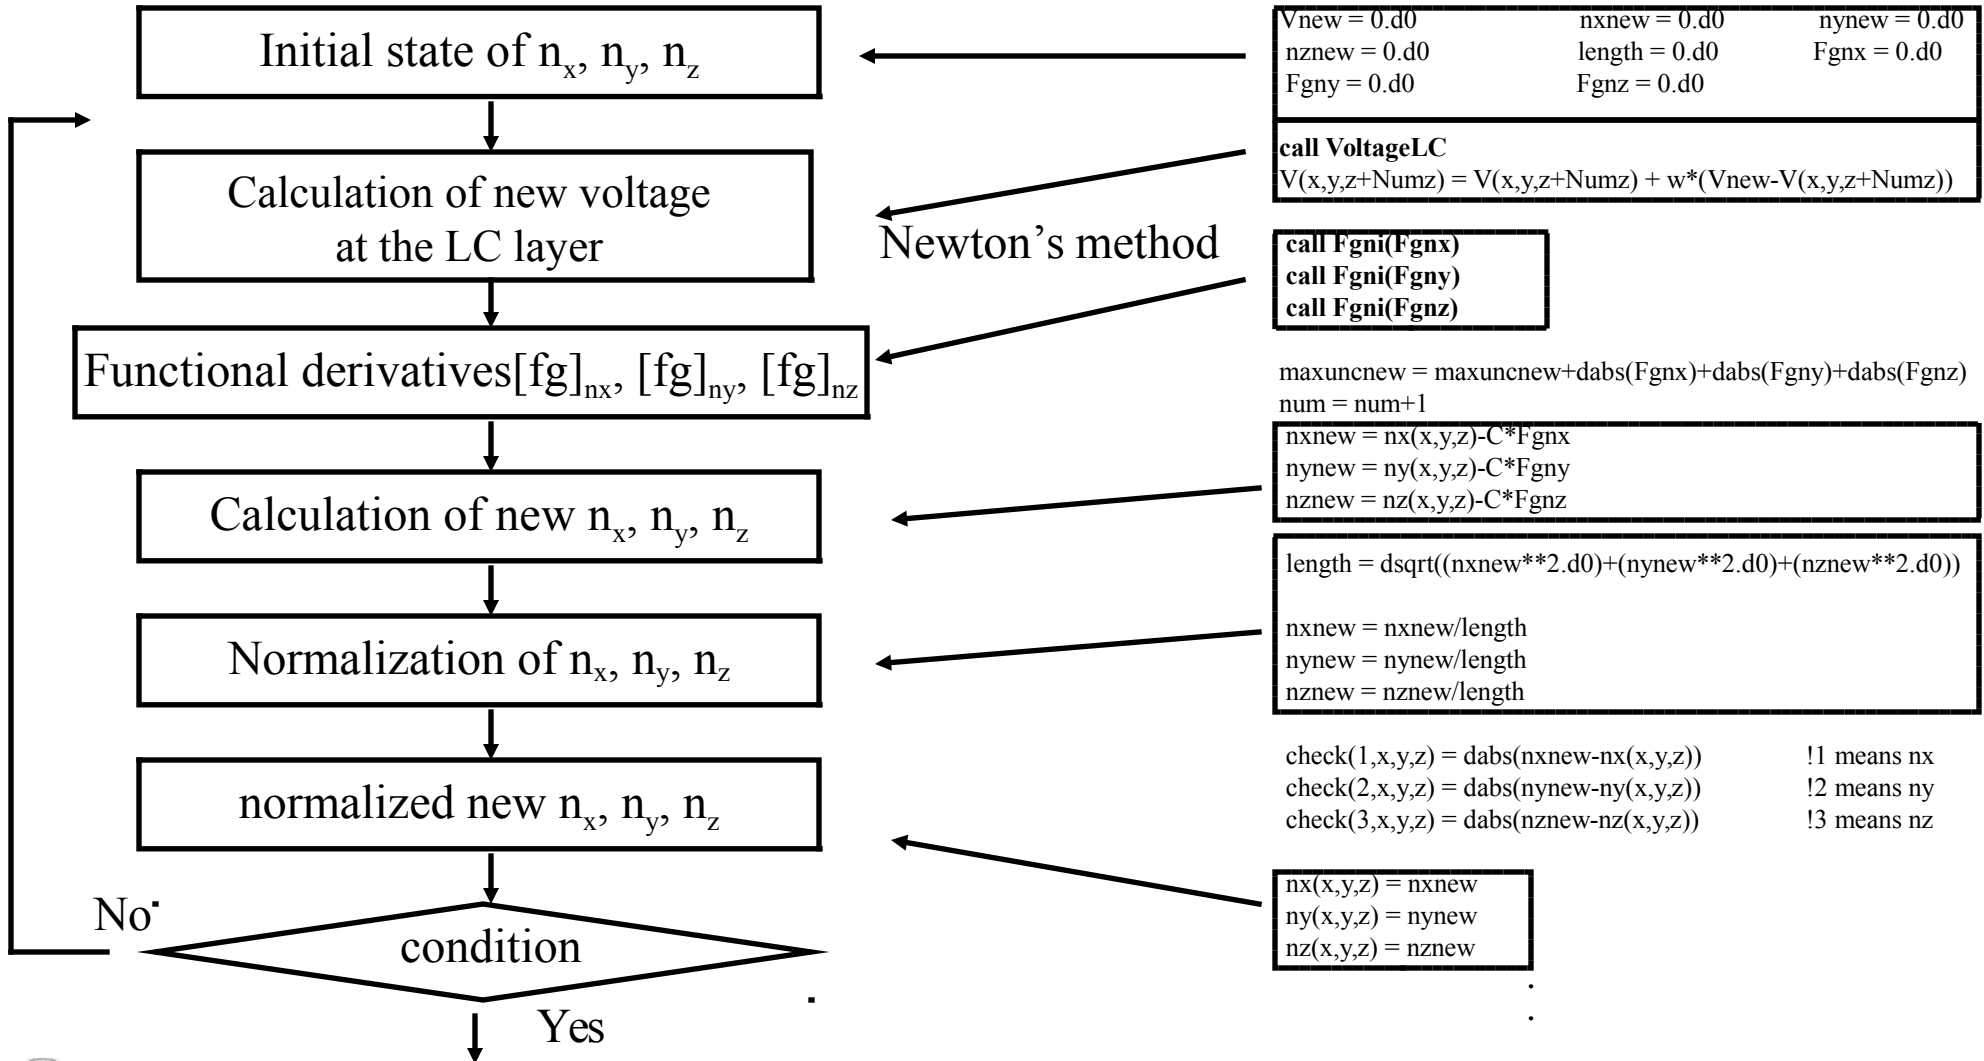 Initial state of nx, ny, nz
Calculation of new voltage
at the LC layer
Functional derivatives[fg]nx, [fg]ny, [fg]nz
Calculation of new nx, ny, nz
Normalization of nx, ny, nz
normalized new nx, ny, nz
No
condition
Yes
Newton's method
Vnew = 0.d0 nxnew = 0.d0 nynew = 0.d0
nznew = 0.d0 length = 0.d0 Fgnx = 0.d0
Fgny = 0.d0 Fgnz = 0.d0
call VoltageLC
V(x,y,z+Numz) = V(x,y,z+Numz) + w*(Vnew-V(x,y,z+Numz))
call Fgni(Fgnx)
call Fgni(Fgny)
call Fgni(Fgnz)
maxuncnew = maxuncnew+dabs(Fgnx)+dabs(Fgny)+dabs(Fgnz)
num = num+1
nxnew = nx(x,y,z)-C*Fgnx
nynew = ny(x,y,z)-C*Fgny
nznew = nz(x,y,z)-C*Fgnz
length = dsqrt((nxnew**2.d0)+(nynew**2.d0)+(nznew**2.d0))
nxnew = nxnew/length
nynew = nynew/length
nznew = nznew/length
check(1,x,y,z) = dabs(nxnew-nx(x,y,z)) !1 means nx
check(2,x,y,z) = dabs(nynew-ny(x,y,z)) !2 means ny
check(3,x,y,z) = dabs(nznew-nz(x,y,z)) !3 means nz
nx(x,y,z) = nxnew
ny(x,y,z) = nynew
nz(x,y,z) = nznew
.
.